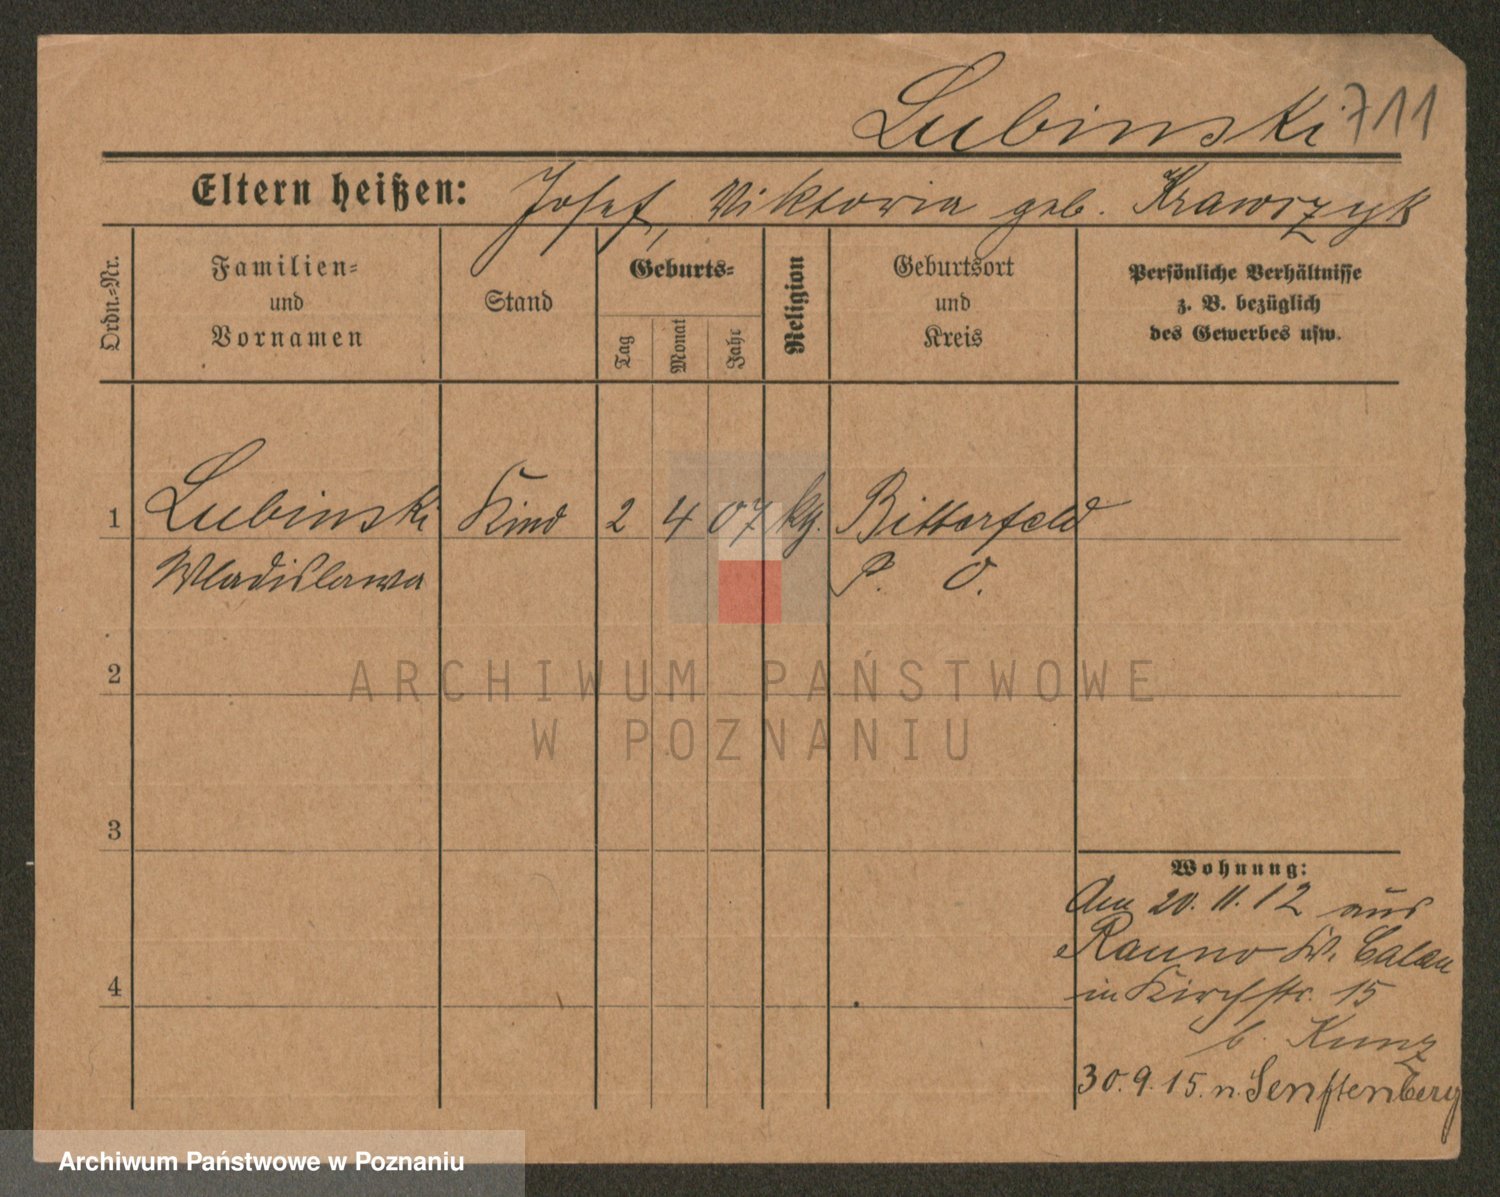 Lubinski 711
Eltern heißen: Josef, Viktoria geb. Krawczyk
Ordn.-Nr.
Familien-
und
Vornamen
Stand
Geburts-
Tag
Monat
Jahr
Religion
Geburtsort
und
Kreis
Persönliche Verhältnisse
z. B. bezüglich
des Gewerbes usw.
1 Lubinski Kind 2 4 07 kth. Bitterfeld
Wladislawa P. O.
2
3
4
Wohnung:
Am 20. 11. 12 aus
Rauno Kr. Calau
in Kirchstr. 15
b. Kunz
30.9.15. n. Senftenberg
ARCHIWUM PAŃSTWOWE
W POZNANIU
Archiwum Państwowe w Poznaniu